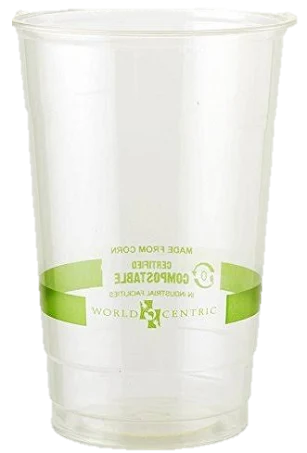 MADE FROM CORN
CERTIFIED
COMPOSTABLE
IN INDUSTRIAL FACILITIES
WORLD CENTRIC